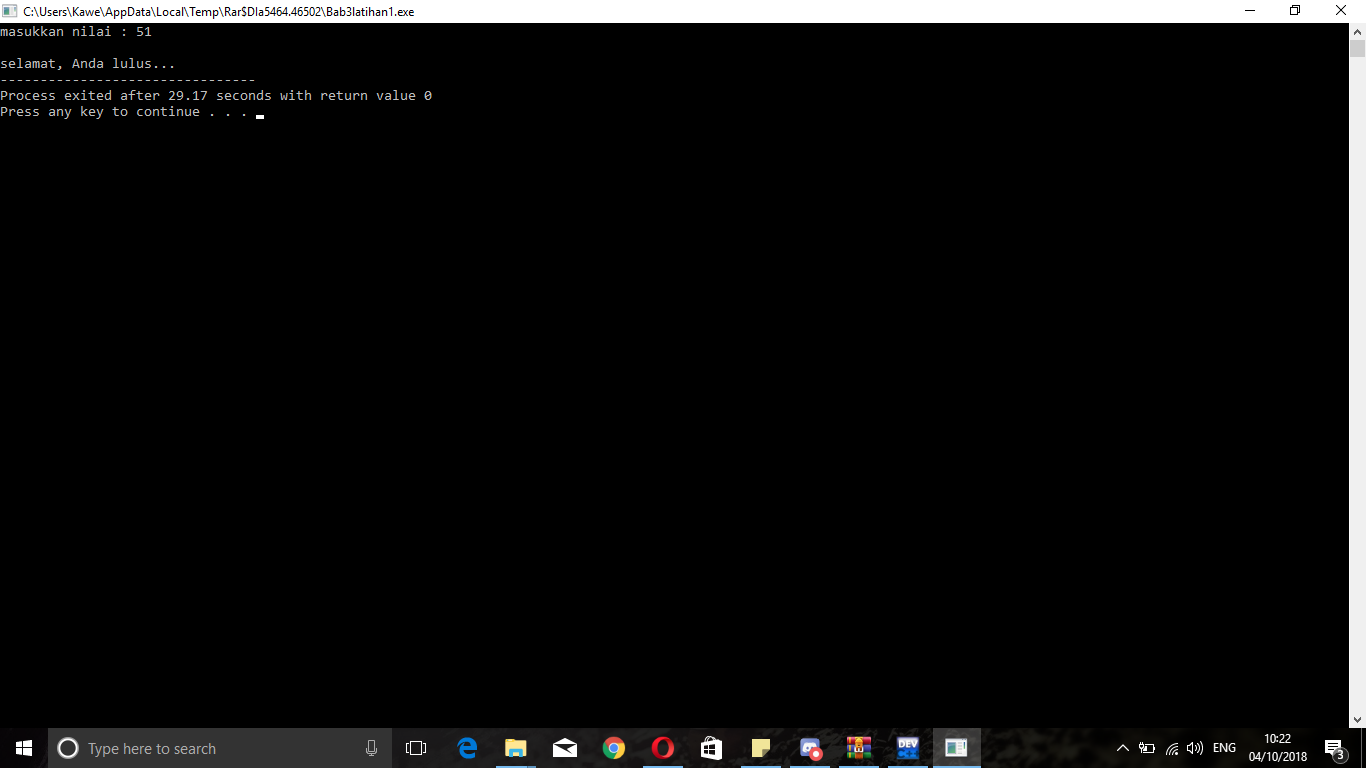 C:\Users\Kawe\AppData\Local\Temp\Rar$DIa5464.46502\Bab3latihan1.exe
masukkan nilai : 51
selamat, Anda lulus...
--------------------------------
Process exited after 29.17 seconds with return value 0
Press any key to continue . . .
Type here to search
DEV
ENG
10:22
04/10/2018
3